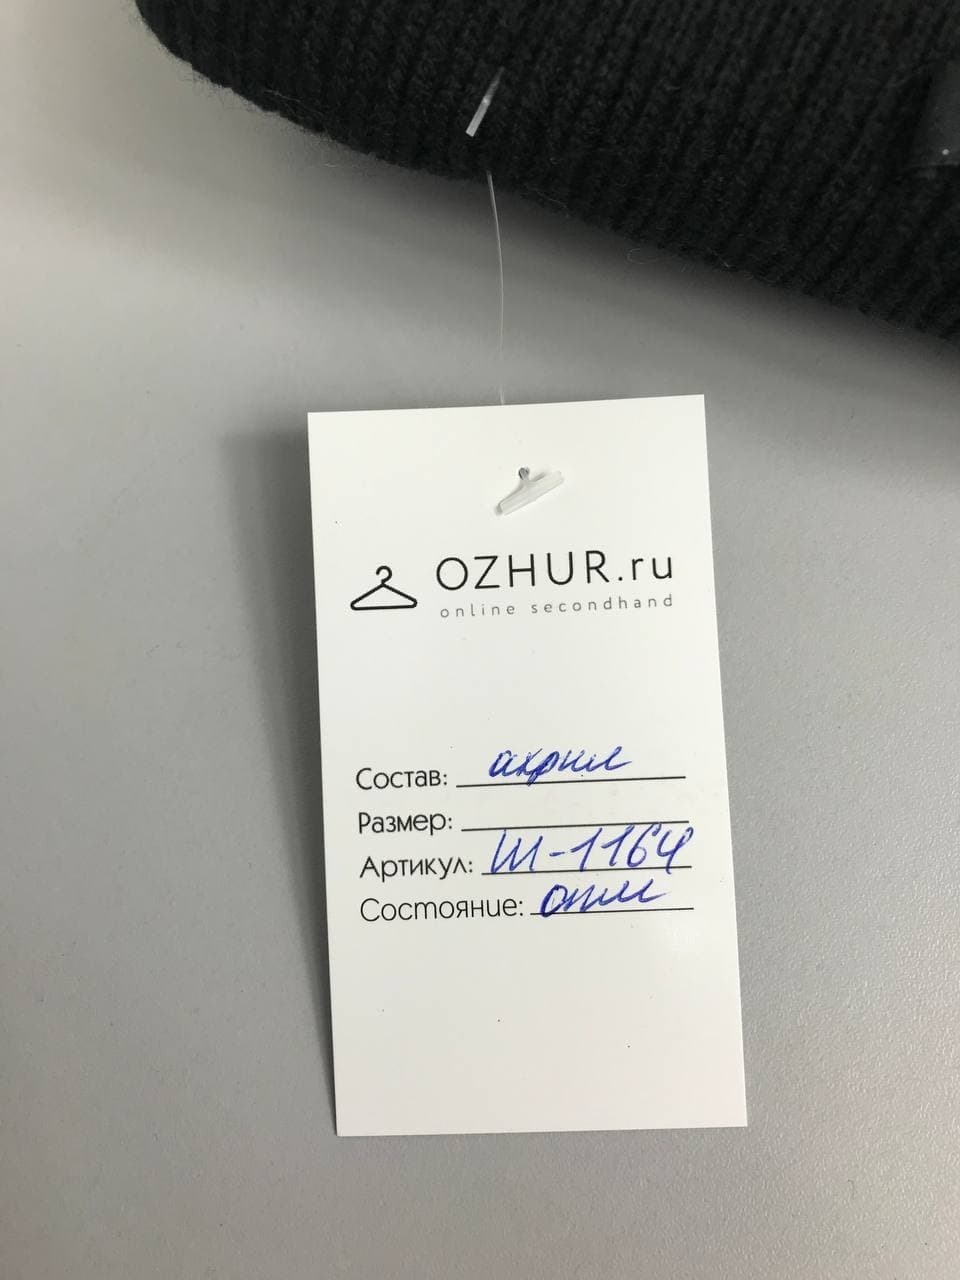 OZHUR.ru
online secondhand
Состав: акрил
Размер:
Артикул: Ш-1164
Состояние: отл